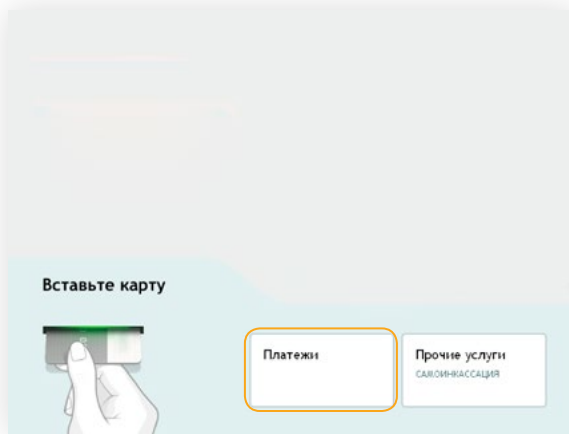 Вставьте карту
Платежи
Прочие услуги
САМОИНКАССАЦИЯ